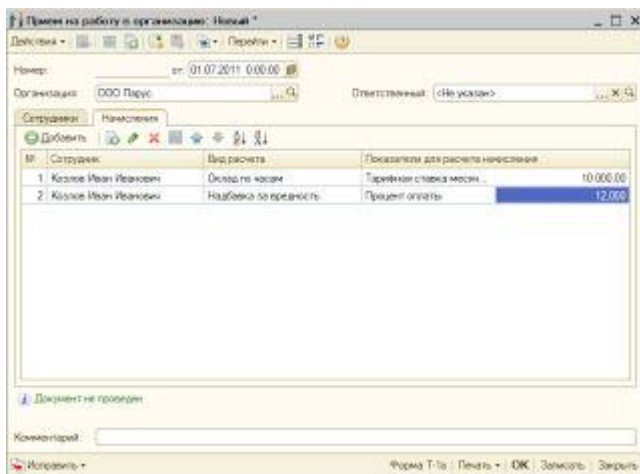 Прием на работу в организацию: Новый *
Действия Перейти
Номер: от: 01.07.2011 0:00:00
Организация: ООО Парус ... Ответственный: <Не указан> ...
Сотрудники Начисления
Добавить
№ Сотрудник Вид расчета Показатели для расчета начисления
1 Козлов Иван Иванович Оклад по часам Тарифная ставка месяч... 10 000,00
2 Козлов Иван Иванович Надбавка за вредность Процент оплаты 12,000
Документ не проведен
Комментарий:
Исправить Форма Т-1а Печать OK Записать Закрыть